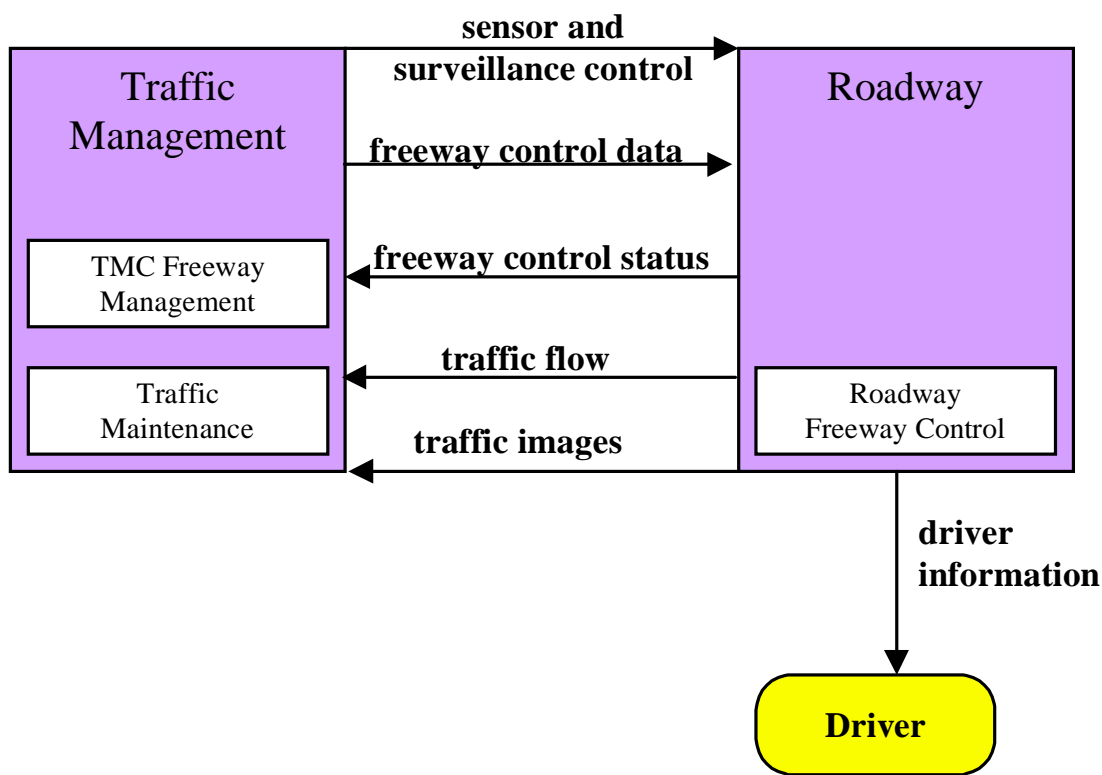 sensor and
surveillance control
Traffic
Management
Roadway
freeway control data
TMC Freeway
Management
freeway control status
traffic flow
Traffic
Maintenance
Roadway
Freeway Control
traffic images
driver
information
Driver